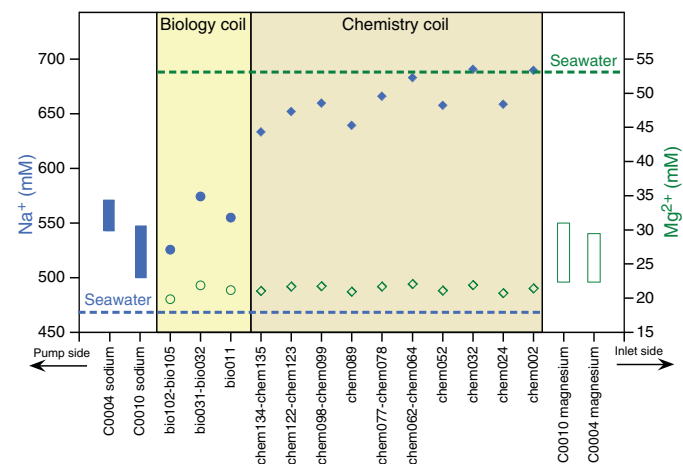 Biology coil
Chemistry coil
700
650
600
550
500
450
Na+ (mM)
55
50
45
40
35
30
25
20
15
Mg2+ (mM)
Seawater
Seawater
Pump side
Inlet side
C0004 sodium
C0010 sodium
bio102-bio105
bio031-bio032
bio011
chem134-chem135
chem122-chem123
chem098-chem099
chem089
chem077-chem078
chem062-chem064
chem052
chem032
chem024
chem002
C0010 magnesium
C0004 magnesium